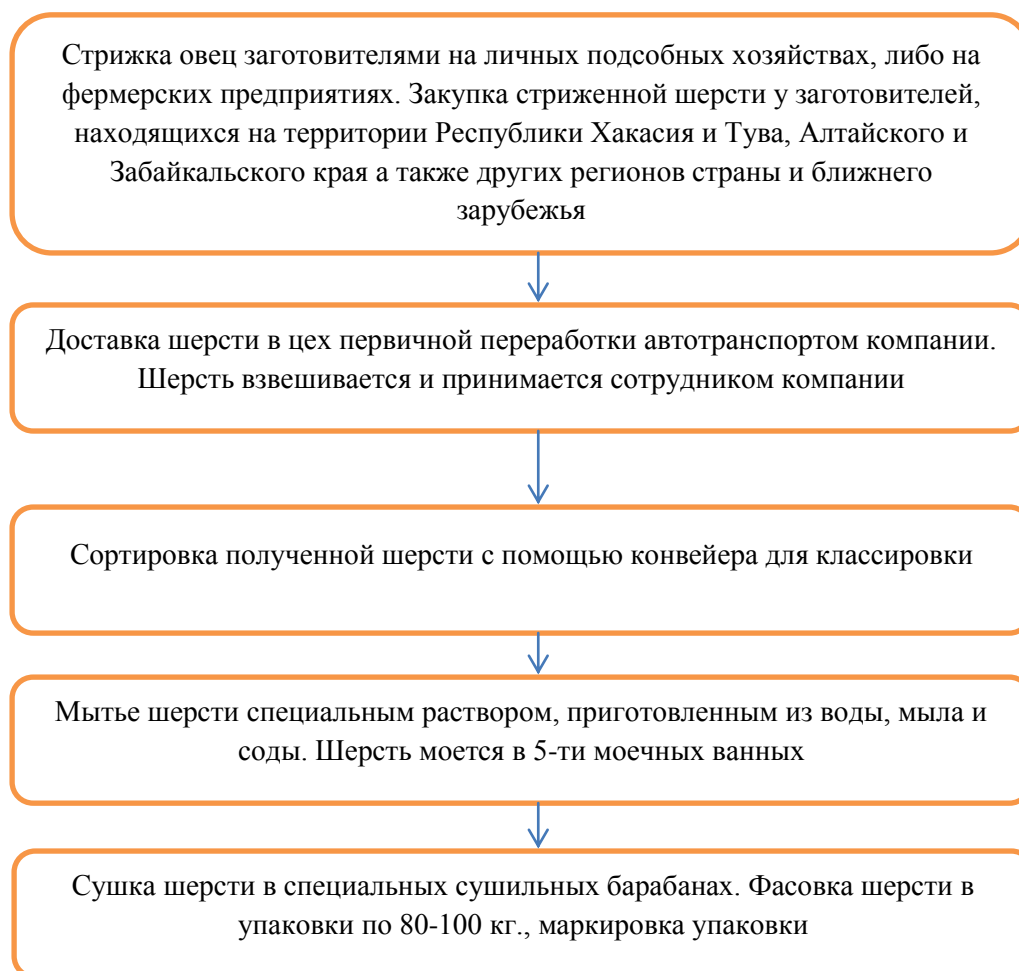 Стрижка овец заготовителями на личных подсобных хозяйствах, либо на
фермерских предприятиях. Закупка стриженной шерсти у заготовителей,
находящихся на территории Республики Хакасия и Тува, Алтайского и
Забайкальского края а также других регионов страны и ближнего
зарубежья
Доставка шерсти в цех первичной переработки автотранспортом компании.
Шерсть взвешивается и принимается сотрудником компании
Сортировка полученной шерсти с помощью конвейера для классировки
Мытье шерсти специальным раствором, приготовленным из воды, мыла и
соды. Шерсть моется в 5-ти моечных ванных
Сушка шерсти в специальных сушильных барабанах. Фасовка шерсти в
упаковки по 80-100 кг., маркировка упаковки